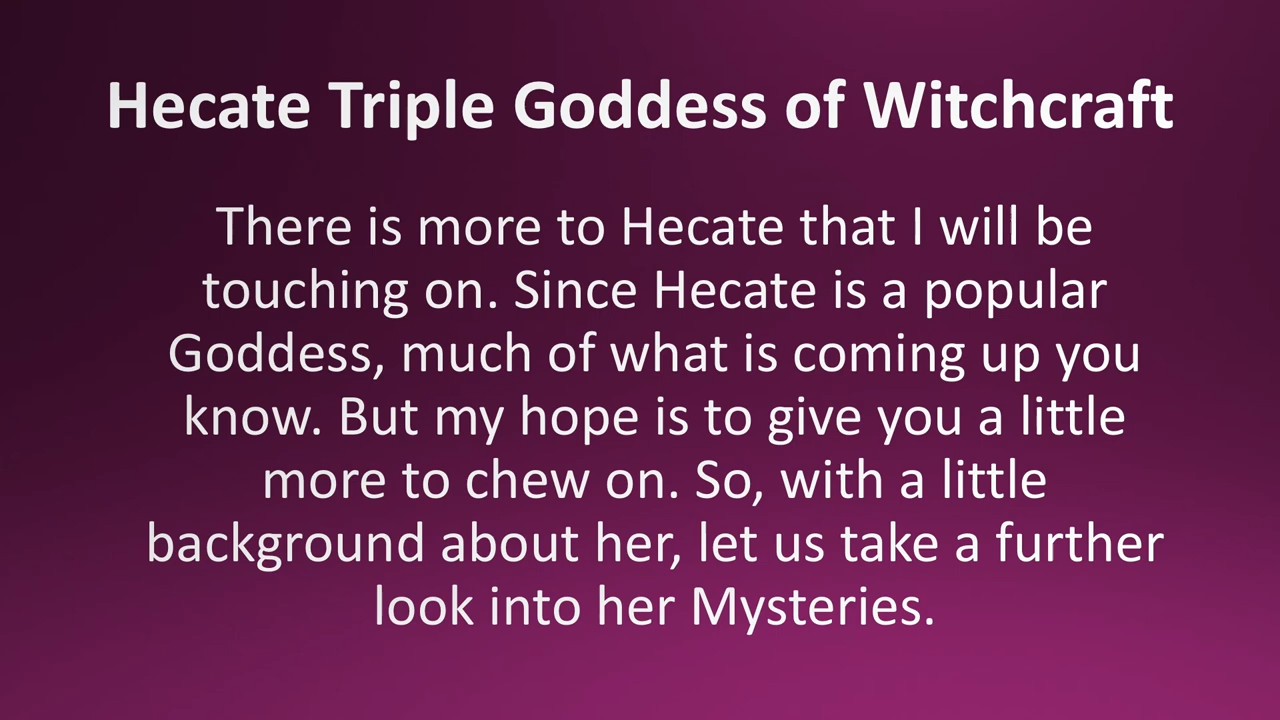 Hecate Triple Goddess of Witchcraft
There is more to Hecate that I will be
touching on. Since Hecate is a popular
Goddess, much of what is coming up you
know. But my hope is to give you a little
more to chew on. So, with a little
background about her, let us take a further
look into her Mysteries.